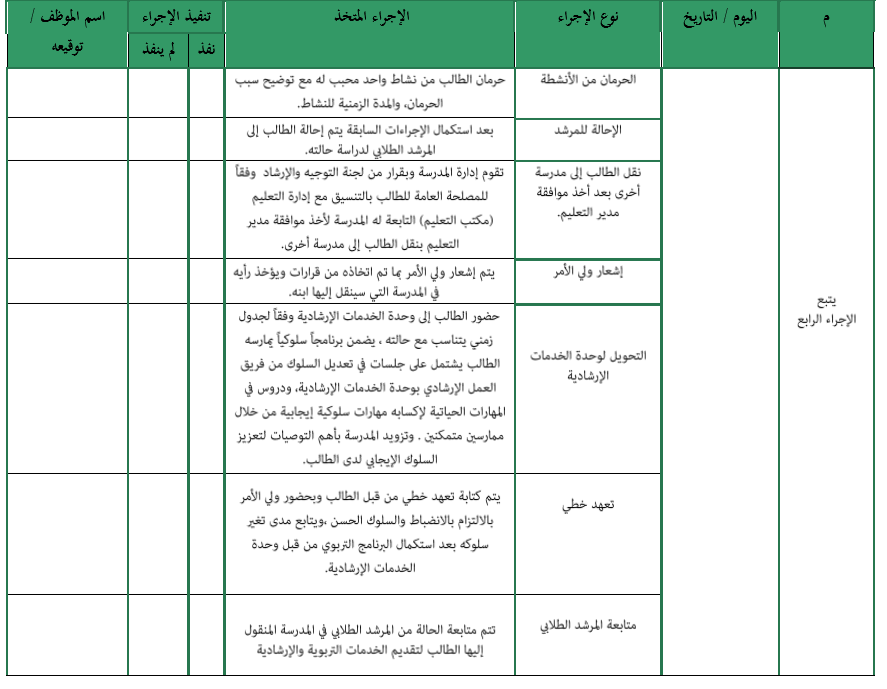 م
اليوم / التاريخ
نوع الإجراء
الإجراء المتخذ
تنفيذ الإجراء
نفذ
لم ينفذ
اسم الموظف /
توقيعه
يتبع
الإجراء الرابع
الحرمان من الأنشطة
حرمان الطالب من نشاط واحد محبب له مع توضيح سبب
الحرمان، والمدة الزمنية للنشاط.
الإحالة للمرشد
بعد استكمال الإجراءات السابقة يتم إحالة الطالب إلى
المرشد الطلابي لدراسة حالته.
نقل الطالب إلى مدرسة
أخرى بعد أخذ موافقة
مدير التعليم.
تقوم إدارة المدرسة وبقرار من لجنة التوجيه والإرشاد وفقاً
للمصلحة العامة للطالب بالتنسيق مع إدارة التعليم
(مكتب التعليم) التابعة له المدرسة لأخذ موافقة مدير
التعليم بنقل الطالب إلى مدرسة أخرى.
إشعار ولي الأمر
يتم إشعار ولي الأمر بما تم اتخاذه من قرارات ويؤخذ رأيه
في المدرسة التي سينقل إليها ابنه.
التحويل لوحدة الخدمات
الإرشادية
حضور الطالب إلى وحدة الخدمات الإرشادية وفقاً لجدول
زمني يتناسب مع حالته ، يضمن برنامجاً سلوكياً يمارسه
الطالب يشتمل على جلسات في تعديل السلوك من فريق
العمل الإرشادي بوحدة الخدمات الإرشادية، ودروس في
المهارات الحياتية لإكسابه مهارات سلوكية إيجابية من خلال
ممارسين متمكنين . وتزويد المدرسة بأهم التوصيات لتعزيز
السلوك الإيجابي لدى الطالب.
تعهد خطي
يتم كتابة تعهد خطي من قبل الطالب وبحضور ولي الأمر
بالالتزام بالانضباط والسلوك الحسن ،ويتابع مدى تغير
سلوكه بعد استكمال البرنامج التربوي من قبل وحدة
الخدمات الإرشادية.
متابعة المرشد الطلابي
تتم متابعة الحالة من المرشد الطلابي في المدرسة المنقول
إليها الطالب لتقديم الخدمات التربوية والإرشادية